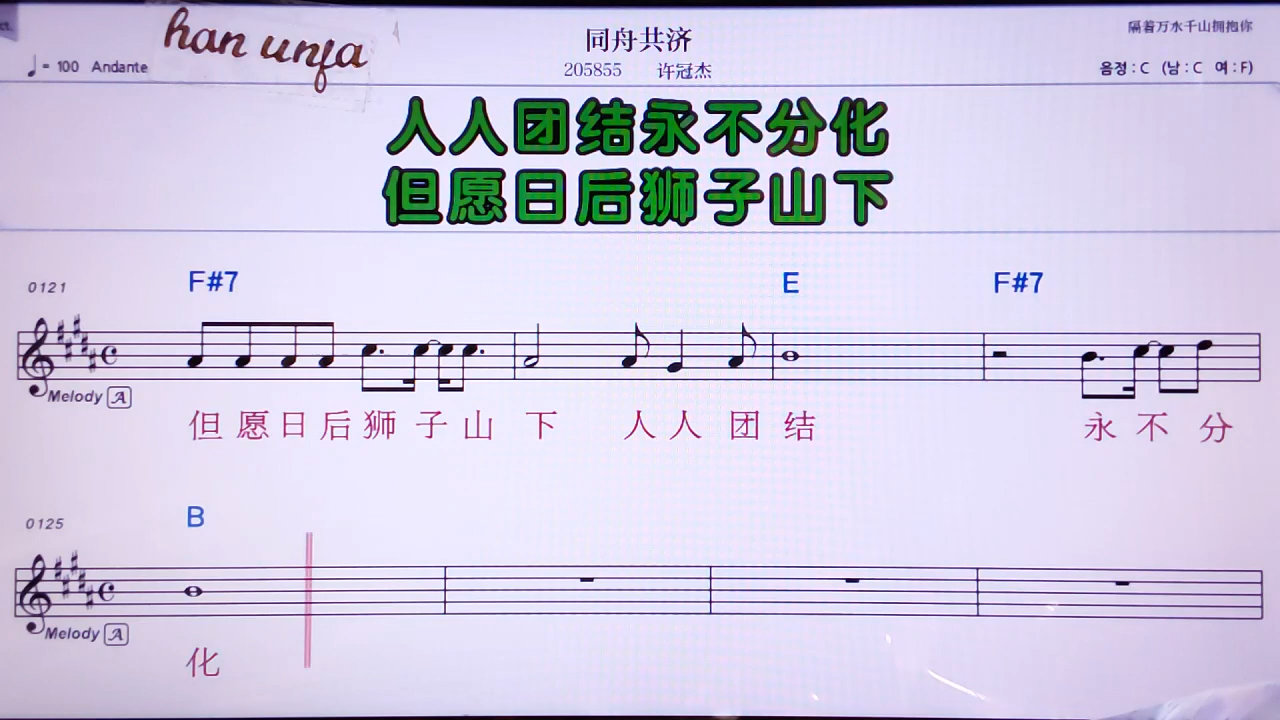 han unfa
同舟共济
隔着万水千山拥抱你
♩= 100 Andante
205855 许冠杰
음정 : C (남 : C 여 : F)
人人团结永不分化
但愿日后狮子山下
F#7 E F#7
0121
Melody A
但愿日后狮子山下 人人团结 永不分
B
0125
Melody A
化